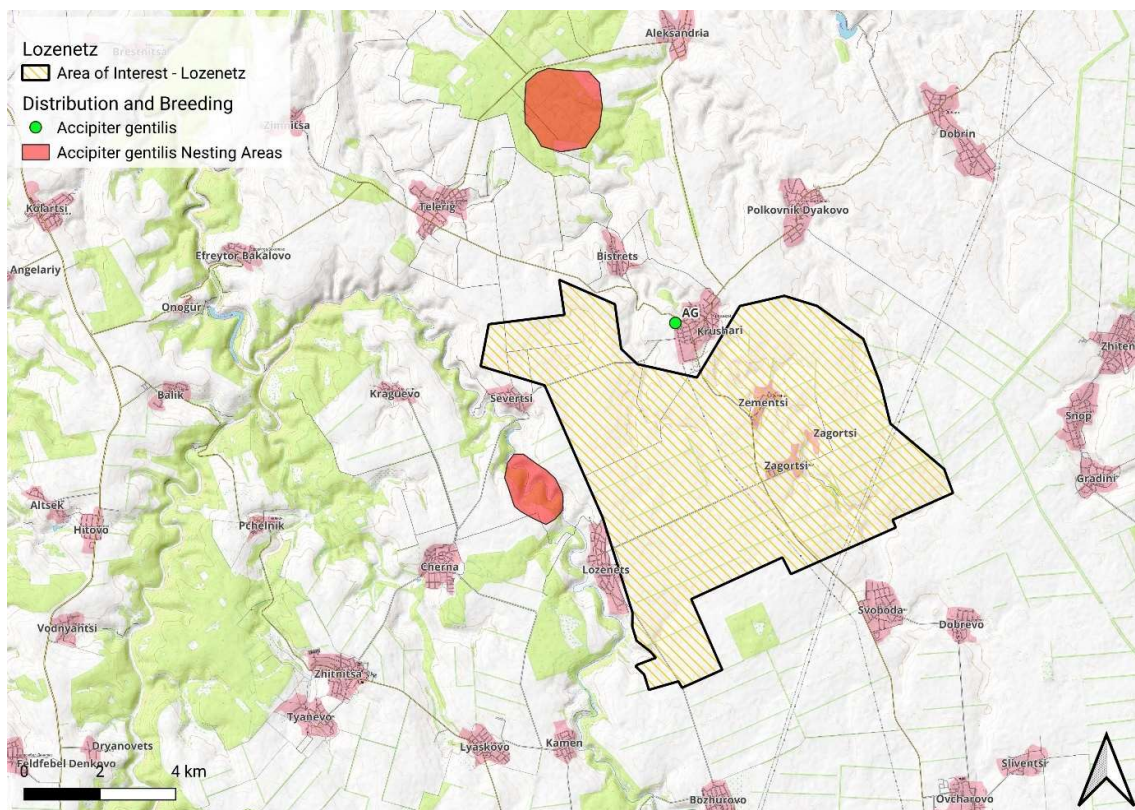 Lozenetz
Area of Interest - Lozenetz
Distribution and Breeding
Accipiter gentilis
Accipiter gentilis Nesting Areas
Aleksandria
Dobrin
Kolartsi
Telerig
Polkovnik Dyakovo
Efreytor Bakalovo
Bistrets
Angelariy
Onogur
AG
Krushari
Zhiten
Balik
Kraguevo
Severtsi
Zementsi
Snop
Zagortsi
Zagortsi
Gradini
Altsek
Hitovo
Pchelnik
Cherna
Lozenets
Svoboda
Dobrevo
Vodnyantsi
Zhitnitsa
Tyanevo
Dryanovets
Lyaskovo
Kamen
Feldfebel Denkovo
Sliventsi
0 2 4 km
Bozhurovo
Ovcharovo